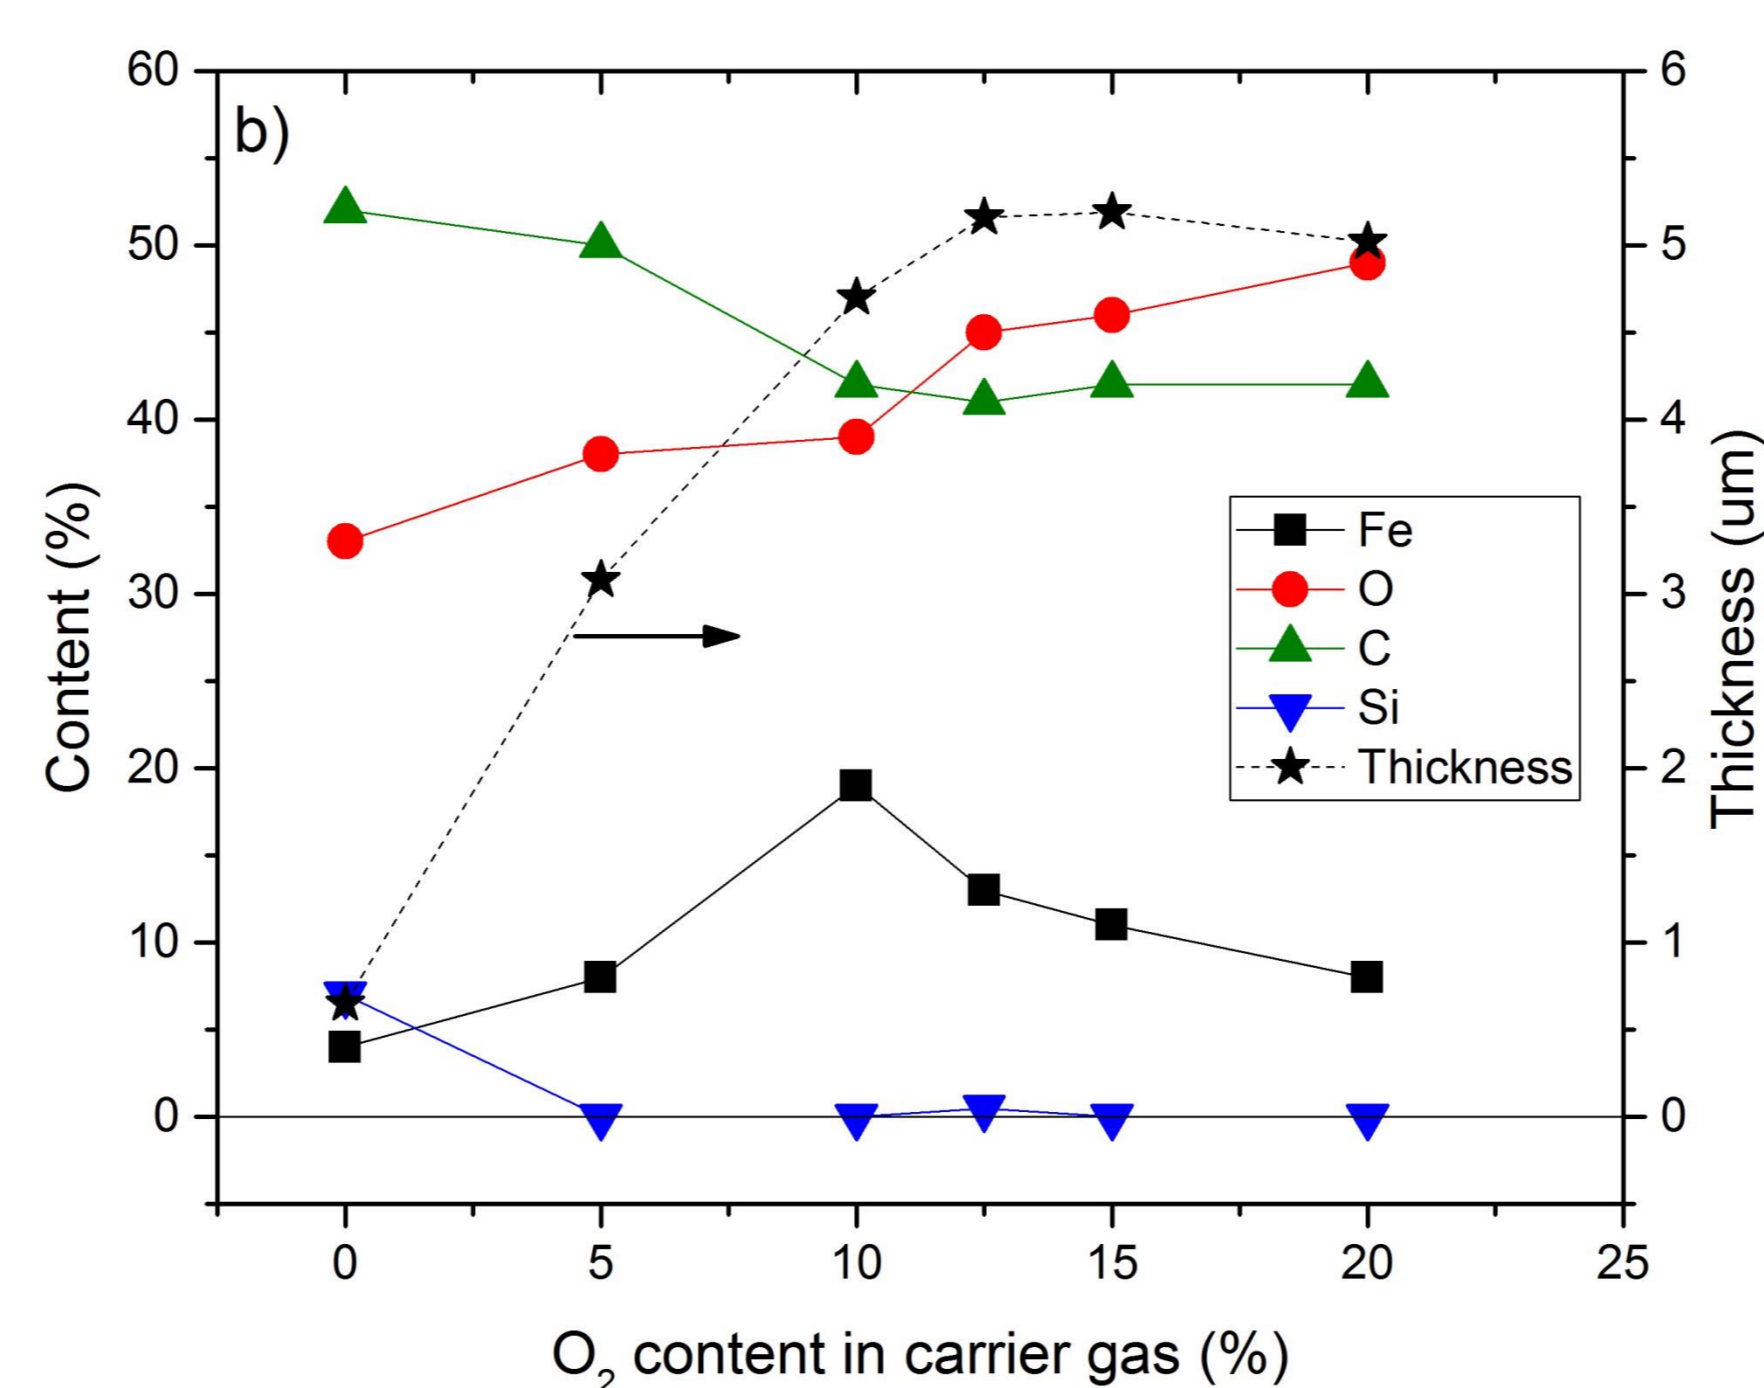 b)
60
50
40
30
20
10
0
Content (%)
6
5
4
3
2
1
0
Thickness (um)
Fe
O
C
Si
Thickness
0 5 10 15 20 25
O₂ content in carrier gas (%)